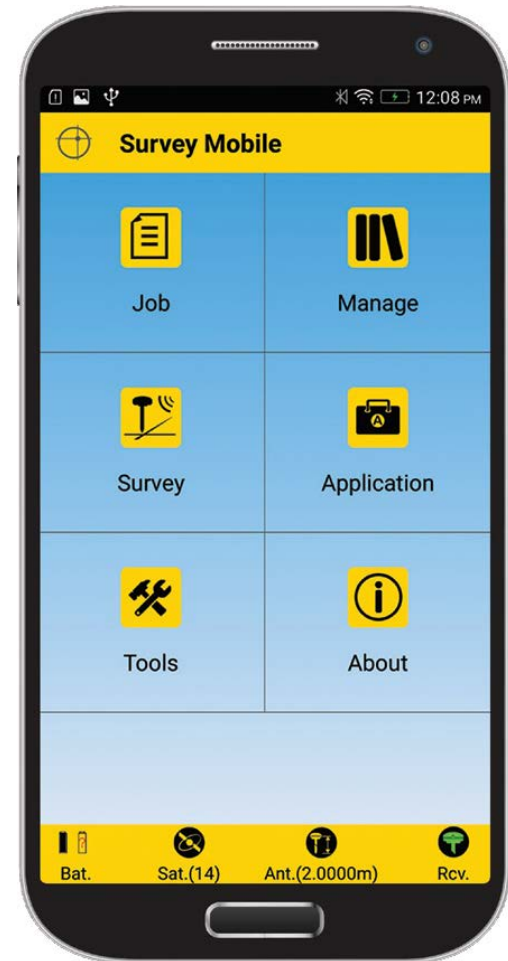 12:08 PM
Survey Mobile
Job
Manage
Survey
Application
Tools
About
Bat.
Sat.(14)
Ant.(2.0000m)
Rcv.